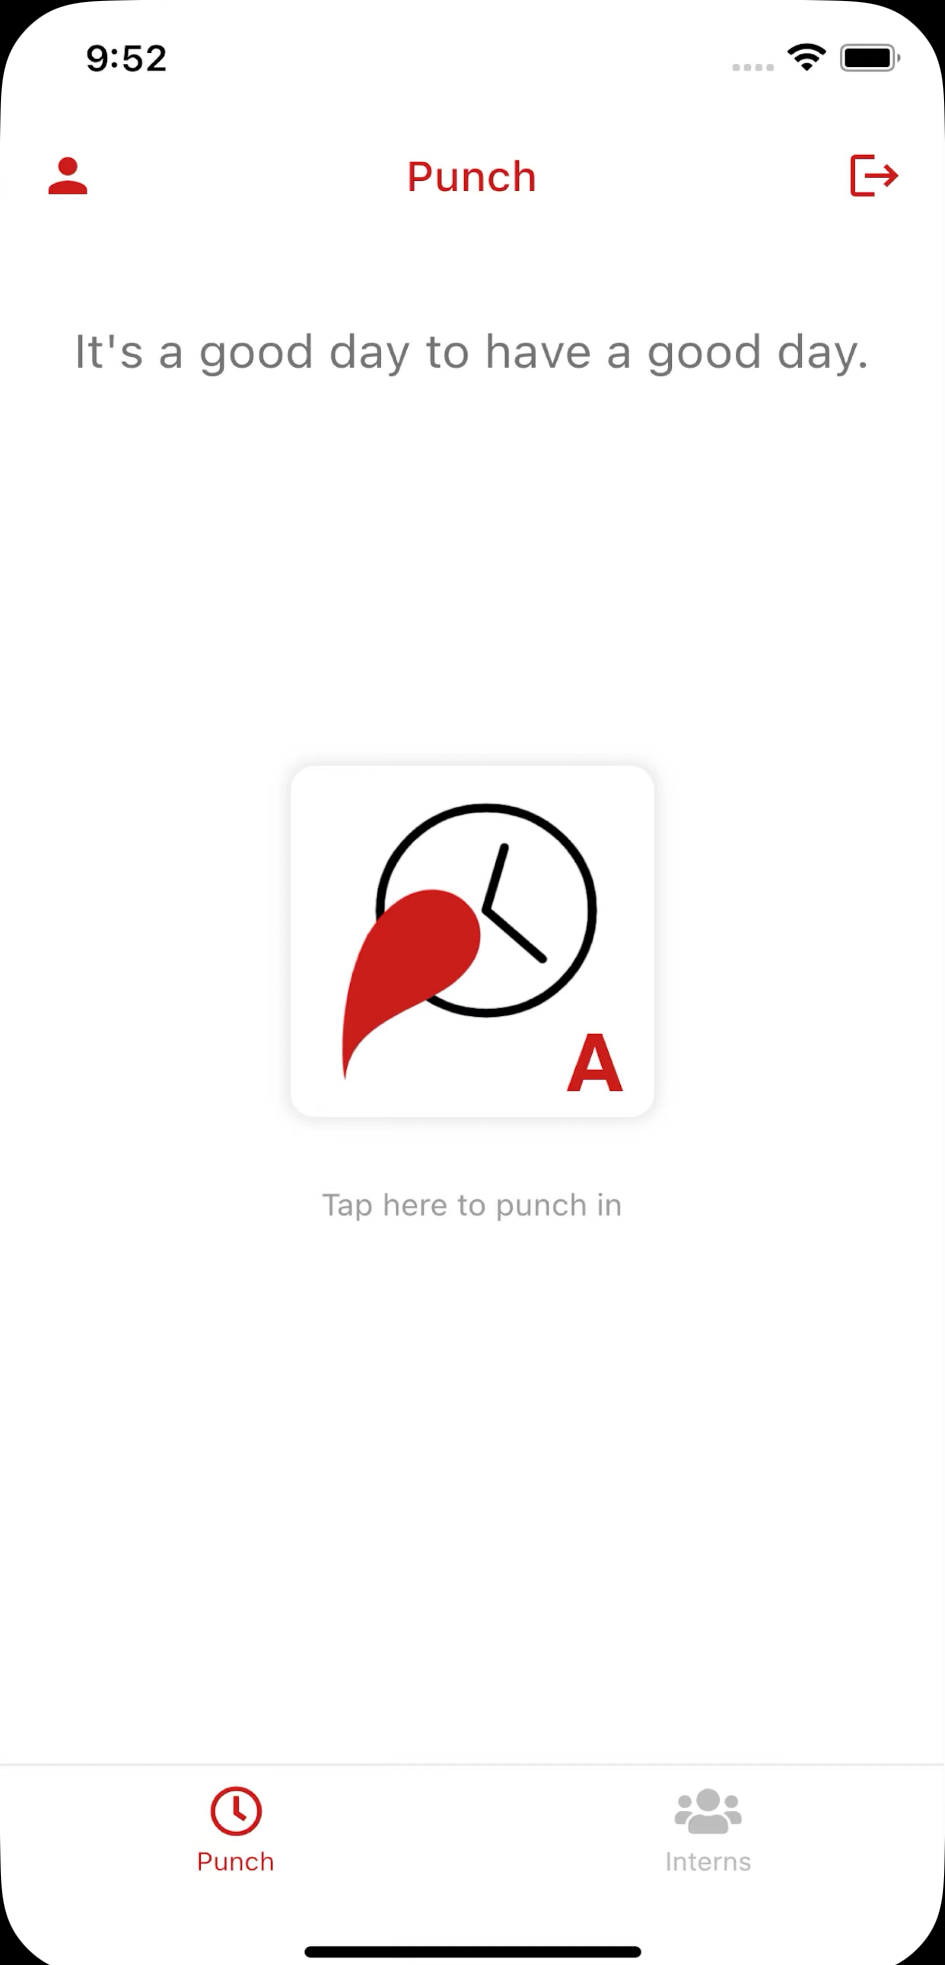 9:52
Punch
It's a good day to have a good day.
A
Tap here to punch in
Punch
Interns